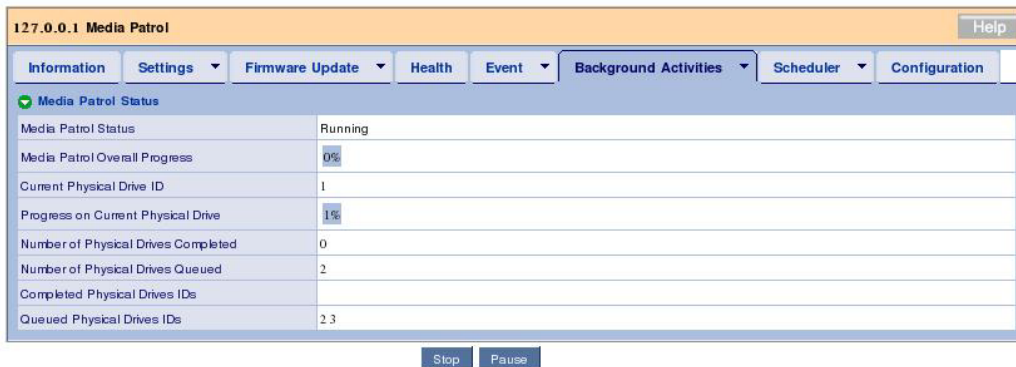 127.0.0.1 Media Patrol Help
Information Settings Firmware Update Health Event Background Activities Scheduler Configuration
Media Patrol Status
Media Patrol Status Running
Media Patrol Overall Progress 0%
Current Physical Drive ID 1
Progress on Current Physical Drive 1%
Number of Physical Drives Completed 0
Number of Physical Drives Queued 2
Completed Physical Drives IDs
Queued Physical Drives IDs 2 3
Stop Pause